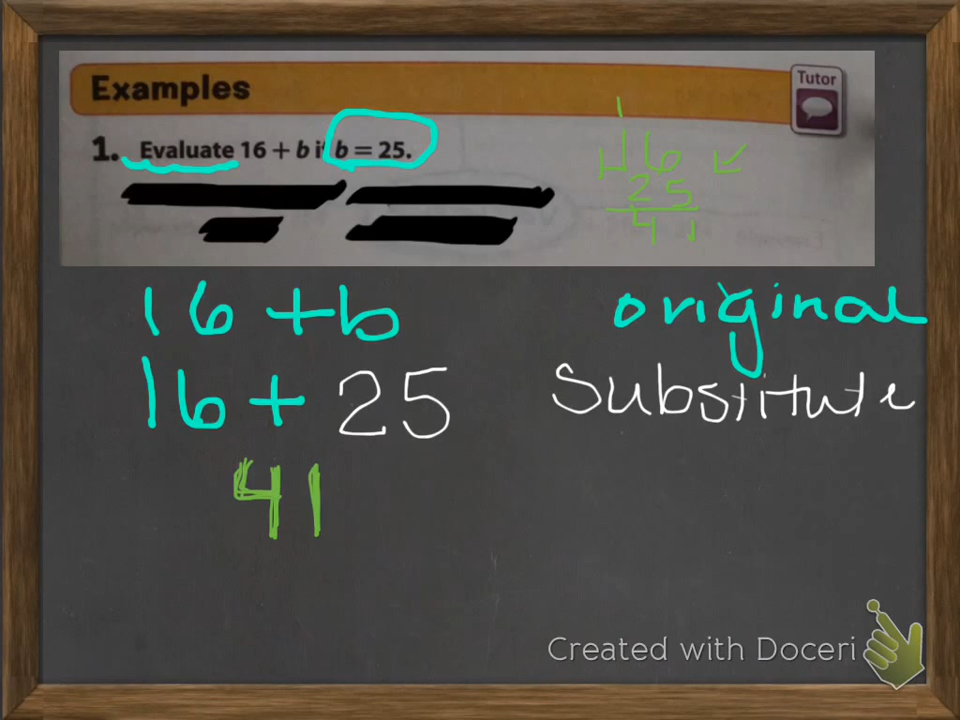 Examples
Tutor
1. Evaluate 16 + b if b = 25.
1
16
25
41
16 + b original
16 + 25 Substitute
41
Created with Doceri